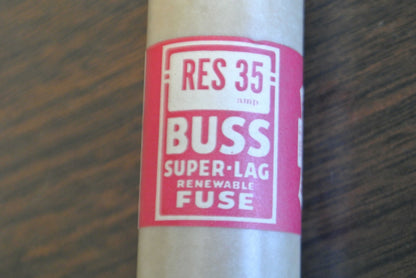 RES 35
amp
BUSS
SUPER-LAG
RENEWABLE
FUSE